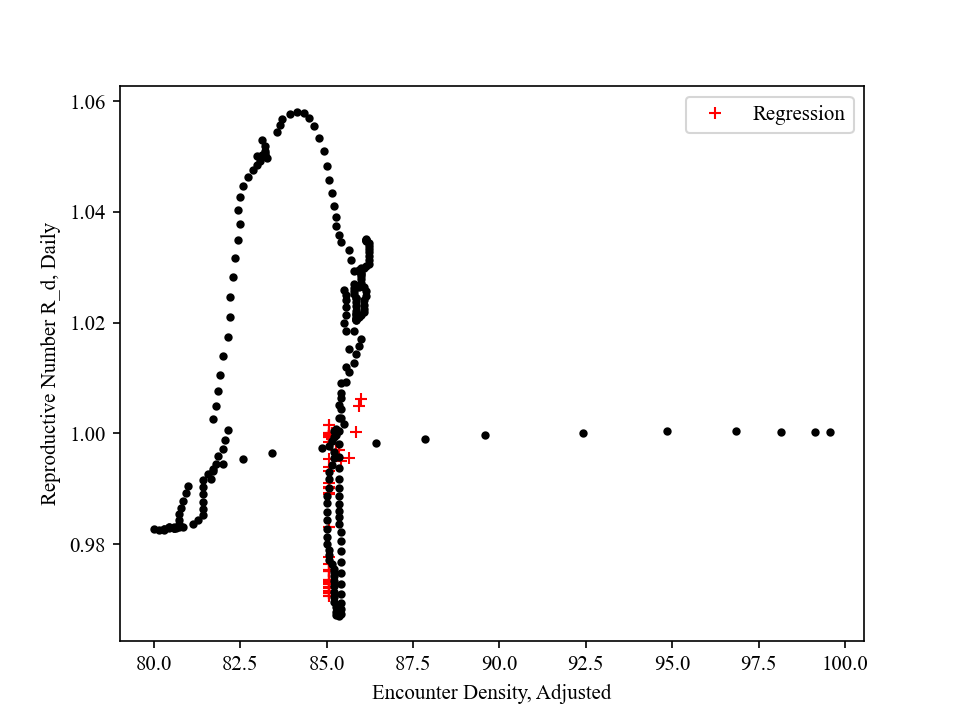 Regression
Reproductive Number R_d, Daily
1.06
1.04
1.02
1.00
0.98
80.0 82.5 85.0 87.5 90.0 92.5 95.0 97.5 100.0
Encounter Density, Adjusted